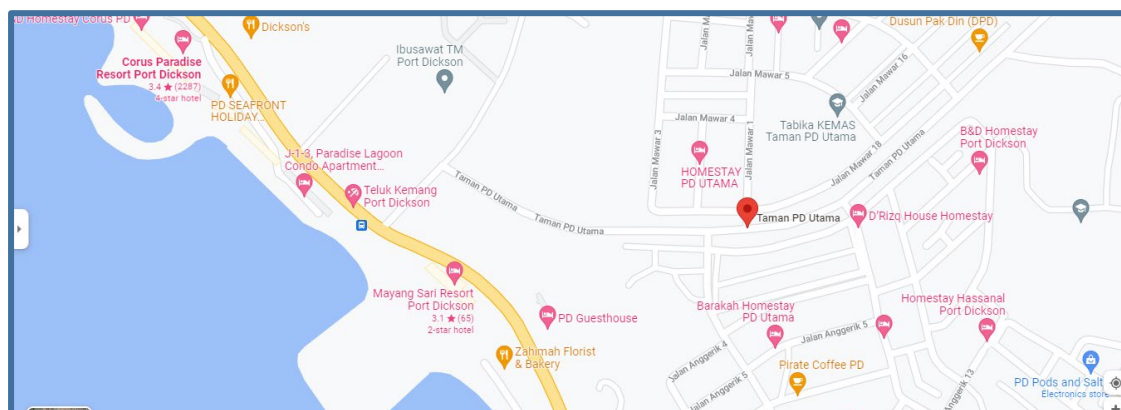 D Homestay Corus PD
Dickson's
Corus Paradise
Resort Port Dickson
3.4 ★ (2287)
4-star hotel
PD SEAFRONT
HOLIDAY...
Ibusawat TM
Port Dickson
J-1-3, Paradise Lagoon
Condo Apartment...
Teluk Kemang
Port Dickson
Mayang Sari Resort
Port Dickson
3.1 ★ (65)
2-star hotel
PD Guesthouse
Zahimah Florist
& Bakery
Taman PD Utama
Taman PD Utama
Jalan Mawar 3
Jalan Mawar 4
Jalan Mawar 1
Jalan Mawar 5
Jalan Mawar 16
Jalan Mawar 18
Taman PD Utama
Jalan M
Dusun Pak Din (DPD)
Tabika KEMAS
Taman PD Utama
HOMESTAY
PD UTAMA
B&D Homestay
Port Dickson
Taman PD Utama
D'Rizq House Homestay
Barakah Homestay
PD Utama
Homestay Hassanal
Port Dickson
Jalan Anggerik 5
Jalan Anggerik 4
Jalan Anggerik 5
Jalan Anggerik 13
Pirate Coffee PD
PD Pods and Salt
Electronics store